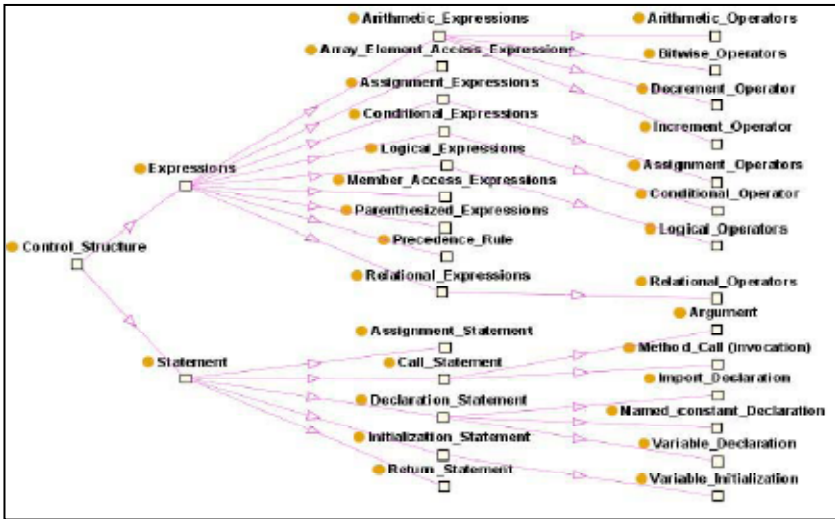 Arithmetic_Expressions
Arithmetic_Operators
Array_Element_Access_Expressions
Bitwise_Operators
Assignment_Expressions
Decrement_Operator
Conditional_Expressions
Increment_Operator
Logical_Expressions
Expressions
Assignment_Operators
Member_Access_Expressions
Conditional_Operator
Parenthesized_Expressions
Logical_Operators
Precedence_Rule
Control_Structure
Relational_Expressions
Relational_Operators
Argument
Assignment_Statement
Statement
Call_Statement
Method_Call (invocation)
Import_Declaration
Declaration_Statement
Named_constant_Declaration
Initialization_Statement
Variable_Declaration
Return_Statement
Variable_Initialization